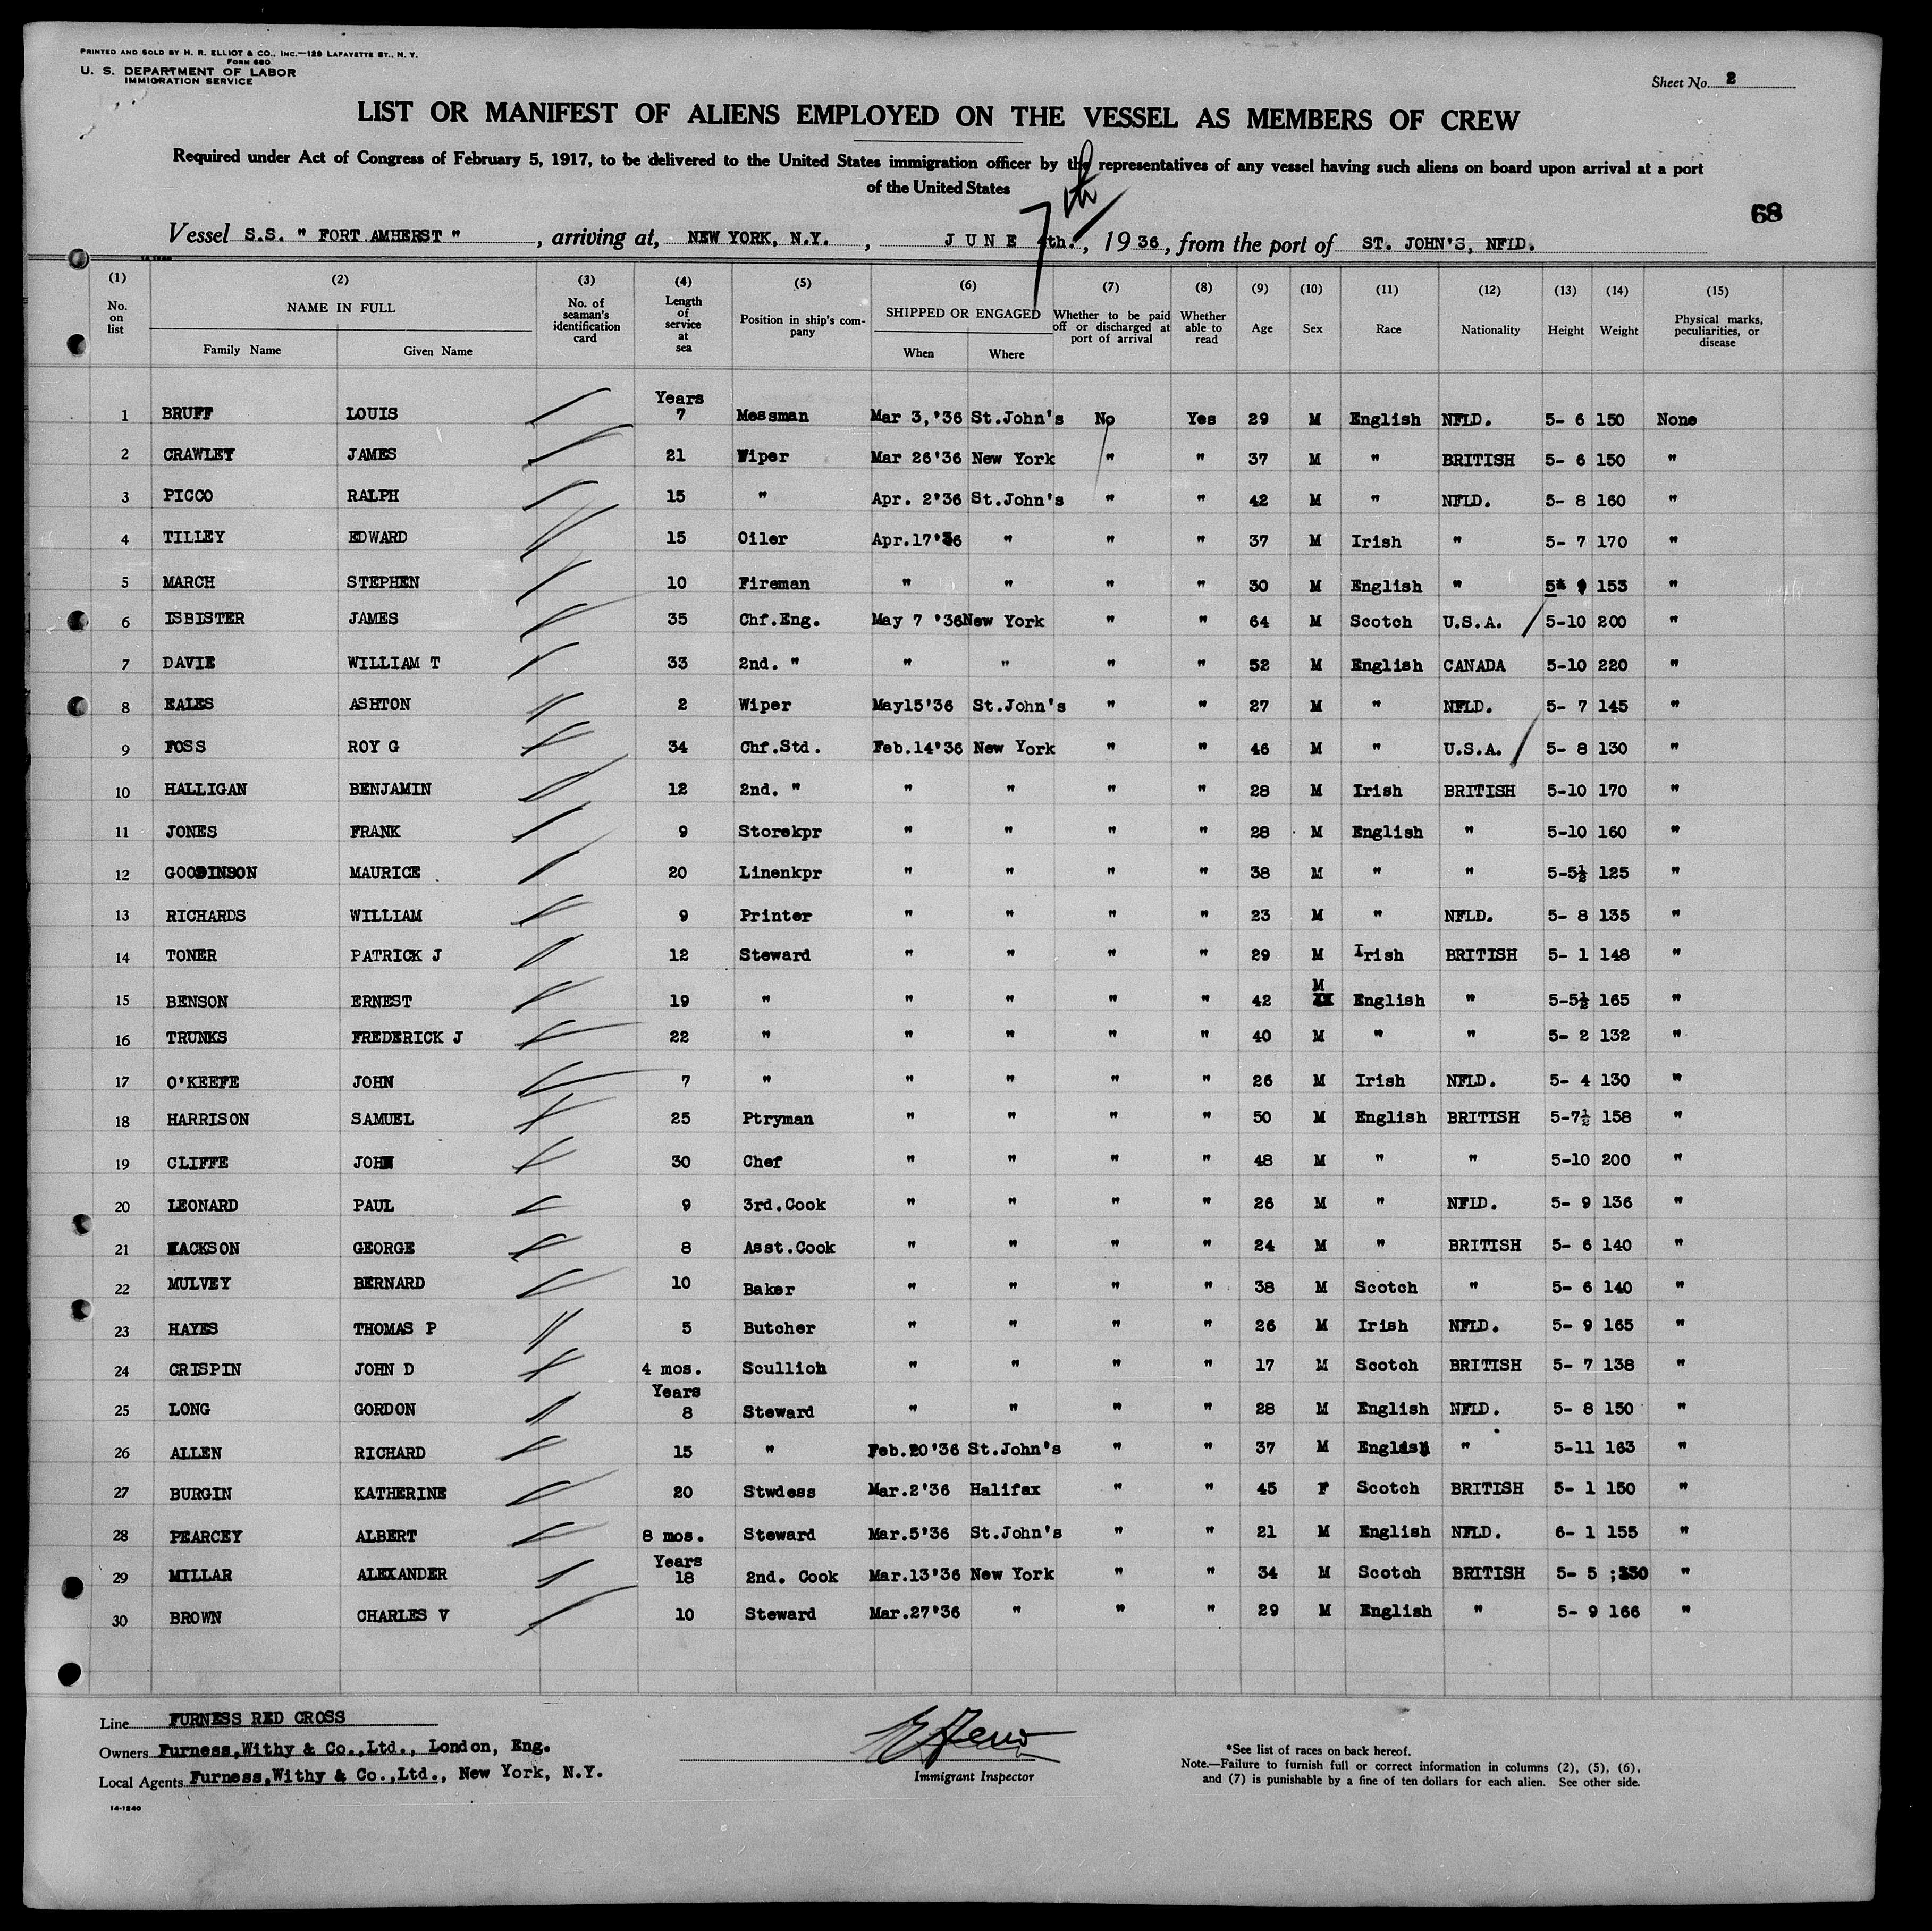 PRINTED AND SOLD BY H. R. ELLIOT & CO., INC.—129 LAFAYETTE ST., N. Y.
FORM 680
U. S. DEPARTMENT OF LABOR
IMMIGRATION SERVICE
Sheet No. 2
LIST OR MANIFEST OF ALIENS EMPLOYED ON THE VESSEL AS MEMBERS OF CREW
Required under Act of Congress of February 5, 1917, to be delivered to the United States immigration officer by the representatives of any vessel having such aliens on board upon arrival at a port
of the United States
68
7th
Vessel S.S. " FORT AMHERST ", arriving at, NEW YORK, N.Y., JUNE th., 1936, from the port of ST. JOHN'S, NFLD.
14-1240
(1) (2) (3) (4) (5) (6) (7) (8) (9) (10) (11) (12) (13) (14) (15)
No. on list NAME IN FULL Family Name Given Name No. of seaman's identification card Length of service at sea Position in ship's company SHIPPED OR ENGAGED When Where Whether to be paid off or discharged at port of arrival Whether able to read Age Sex Race Nationality Height Weight Physical marks, peculiarities, or disease
Years
1 BRUFF LOUIS 7 Messman Mar 3,'36 St.John's No Yes 29 M English NFLD. 5- 6 150 None
2 CRAWLEY JAMES 21 Wiper Mar 26'36 New York " " 37 M " BRITISH 5- 6 150 "
3 PICCO RALPH 15 " Apr. 2'36 St.John's " " 42 M " NFLD. 5- 8 160 "
4 TILLEY EDWARD 15 Oiler Apr.17'36 " " " 37 M Irish " 5- 7 170 "
5 MARCH STEPHEN 10 Fireman " " " " 30 M English " 5- 9 153 "
6 ISBISTER JAMES 35 Chf.Eng. May 7 '36 New York " " 64 M Scotch U.S.A. 5-10 200 "
7 DAVIE WILLIAM T 33 2nd. " " " " " 52 M English CANADA 5-10 220 "
8 EALES ASHTON 2 Wiper May15'36 St.John's " " 27 M " NFLD. 5- 7 145 "
9 FOSS ROY G 34 Chf.Std. Feb.14'36 New York " " 46 M " U.S.A. 5- 8 130 "
10 HALLIGAN BENJAMIN 12 2nd. " " " " " 28 M Irish BRITISH 5-10 170 "
11 JONES FRANK 9 Storekpr " " " " 28 M English " 5-10 160 "
12 GOODINSON MAURICE 20 Linenkpr " " " " 38 M " " 5-5½ 125 "
13 RICHARDS WILLIAM 9 Printer " " " " 23 M " NFLD. 5- 8 135 "
14 TONER PATRICK J 12 Steward " " " " 29 M Irish BRITISH 5- 1 148 "
15 BENSON ERNEST 19 " " " " " 42 M English " 5-5½ 165 "
16 TRUNKS FREDERICK J 22 " " " " " 40 M " " 5- 2 132 "
17 O'KEEFE JOHN 7 " " " " " 26 M Irish NFLD. 5- 4 130 "
18 HARRISON SAMUEL 25 Ptryman " " " " 50 M English BRITISH 5-7½ 158 "
19 CLIFFE JOHN 30 Chef " " " " 48 M " " 5-10 200 "
20 LEONARD PAUL 9 3rd.Cook " " " " 26 M " NFLD. 5- 9 136 "
21 GEORGE 8 Asst.Cook " " " " 24 M " BRITISH 5- 6 140 "
22 MULVEY BERNARD 10 Baker " " " " 38 M Scotch " 5- 6 140 "
23 HAYES THOMAS P 5 Butcher " " " " 26 M Irish NFLD. 5- 9 165 "
24 CRISPIN JOHN D 4 mos. Scullion " " " " 17 M Scotch BRITISH 5- 7 138 "
Years
25 LONG GORDON 8 Steward " " " " 28 M English NFLD. 5- 8 150 "
26 ALLEN RICHARD 15 " Feb.20'36 St.John's " " 37 M English " 5-11 163 "
27 BURGIN KATHERINE 20 Stwdess Mar.2'36 Halifax " " 45 F Scotch BRITISH 5- 1 150 "
28 PEARCEY ALBERT 8 mos. Steward Mar.5'36 St.John's " " 21 M English NFLD. 6- 1 155 "
Years
29 MILLAR ALEXANDER 18 2nd. Cook Mar.13'36 New York " " 34 M Scotch BRITISH 5- 5 "
30 BROWN CHARLES V 10 Steward Mar.27'36 " " " 29 M English " 5- 9 166 "
Line FURNESS RED CROSS
Owners Furness,Withy & Co.,Ltd., London, Eng.
Local Agents Furness,Withy & Co.,Ltd., New York, N.Y.
14-1240
Immigrant Inspector
*See list of races on back hereof.
Note.—Failure to furnish full or correct information in columns (2), (5), (6),
and (7) is punishable by a fine of ten dollars for each alien. See other side.